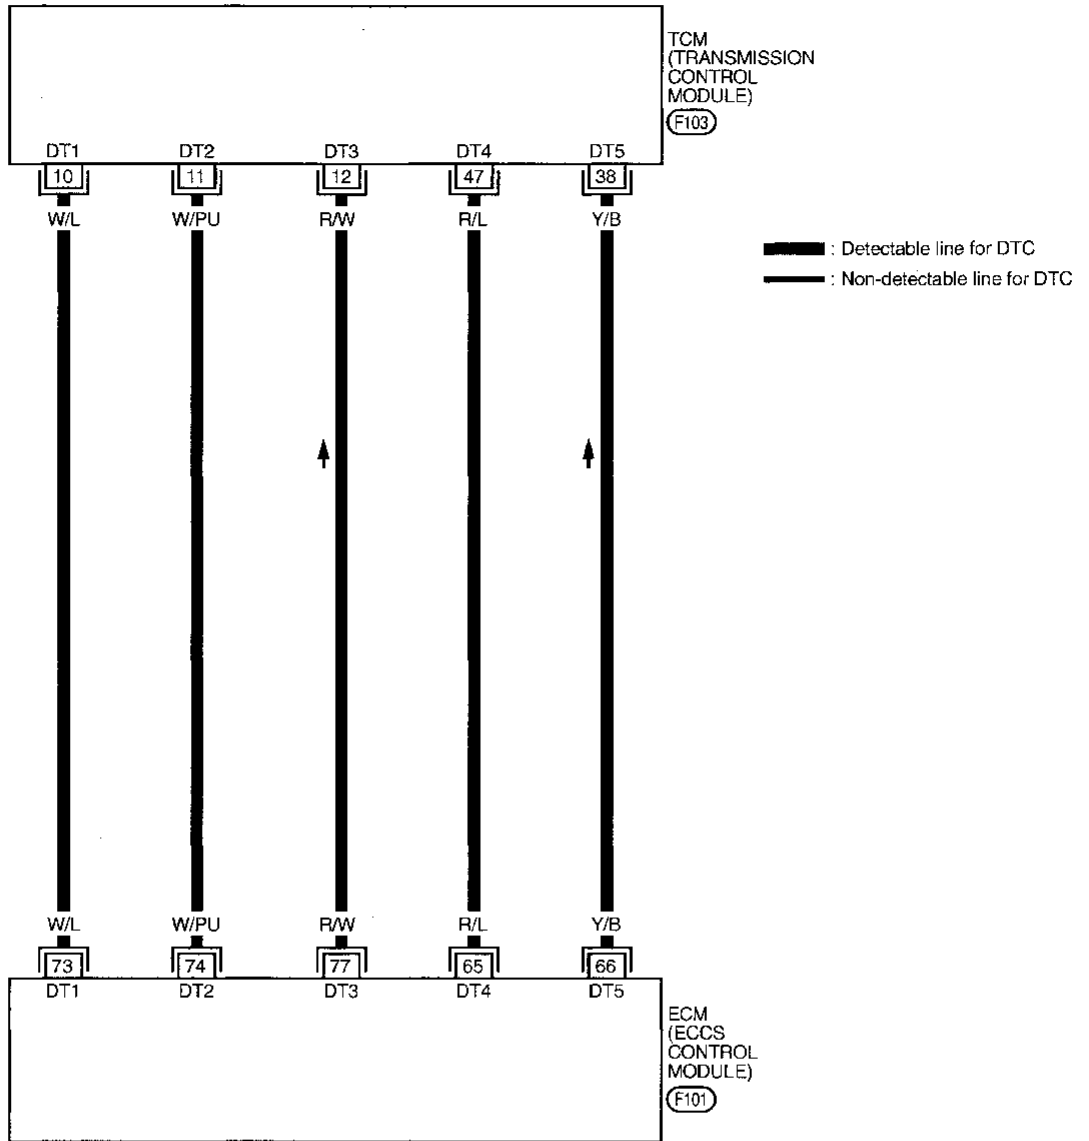 TCM
(TRANSMISSION
CONTROL
MODULE)
F103
DT1 DT2 DT3 DT4 DT5
10 11 12 47 38
W/L W/PU R/W R/L Y/B
: Detectable line for DTC
: Non-detectable line for DTC
W/L W/PU R/W R/L Y/B
73 74 77 65 66
DT1 DT2 DT3 DT4 DT5
ECM
(ECCS
CONTROL
MODULE)
F101